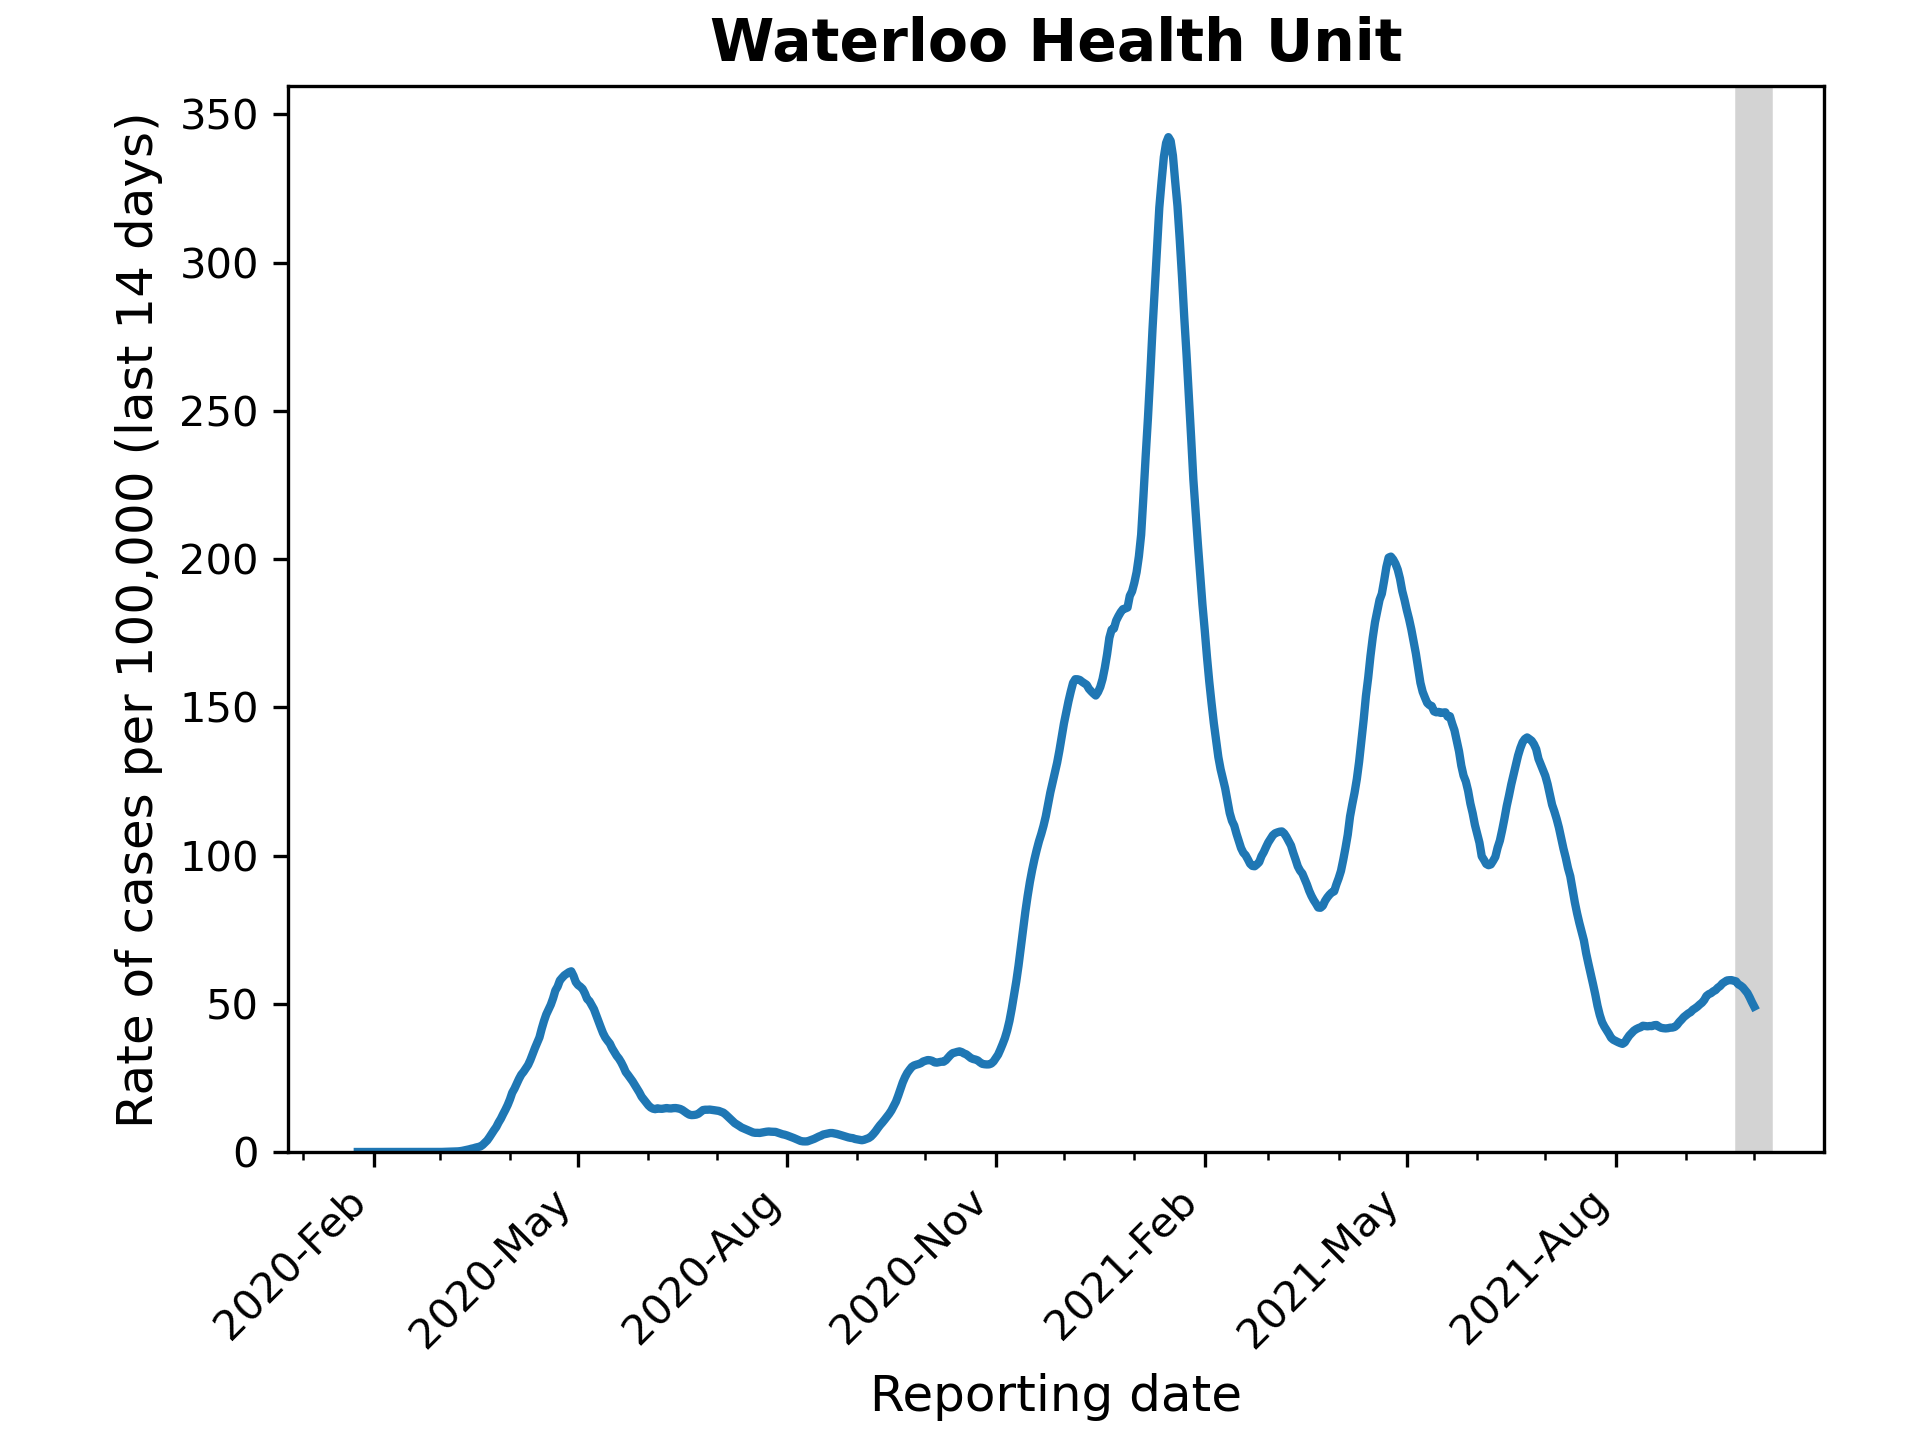 Waterloo Health Unit
Rate of cases per 100,000 (last 14 days)
350
300
250
200
150
100
50
0
2020-Feb
2020-May
2020-Aug
2020-Nov
2021-Feb
2021-May
2021-Aug
Reporting date